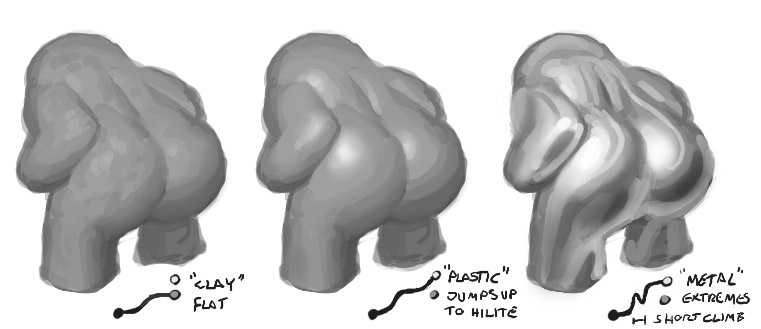 "CLAY"
FLAT
"PLASTIC"
JUMPS UP
TO HILITE
"METAL"
EXTREMES
SHORT CLIMB